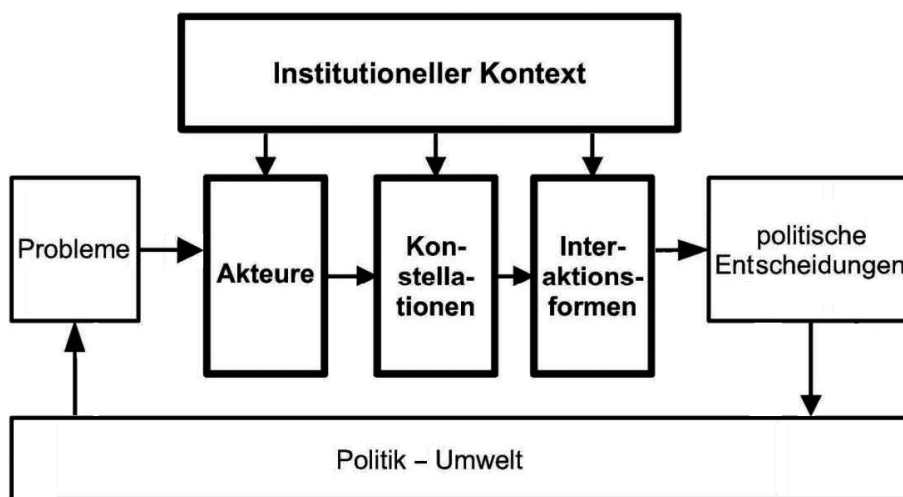 Institutioneller Kontext
Probleme
Akteure
Kon-
stella-
tionen
Inter-
aktions-
formen
politische
Entscheidungen
Politik – Umwelt